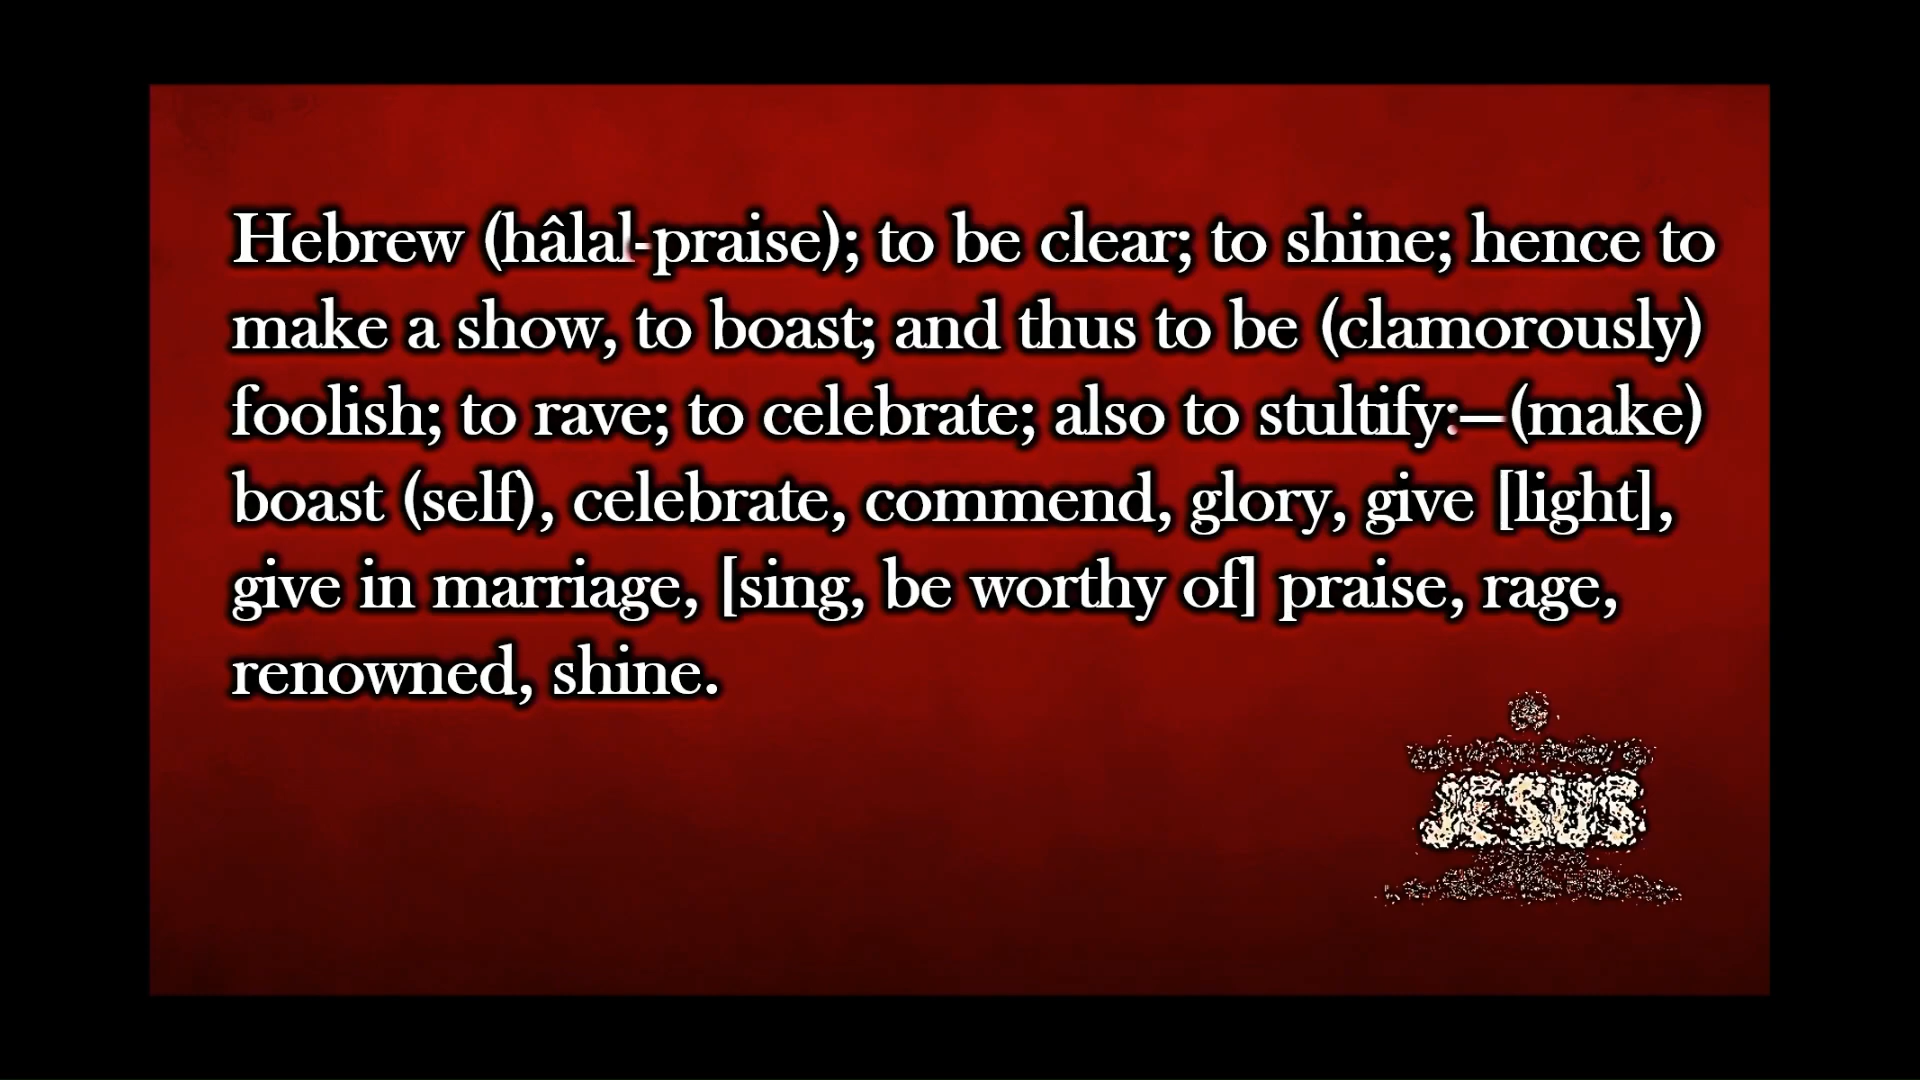 Hebrew (hâlal-praise); to be clear; to shine; hence to
make a show, to boast; and thus to be (clamorously)
foolish; to rave; to celebrate; also to stultify:—(make)
boast (self), celebrate, commend, glory, give [light],
give in marriage, [sing, be worthy of] praise, rage,
renowned, shine.
JESUS